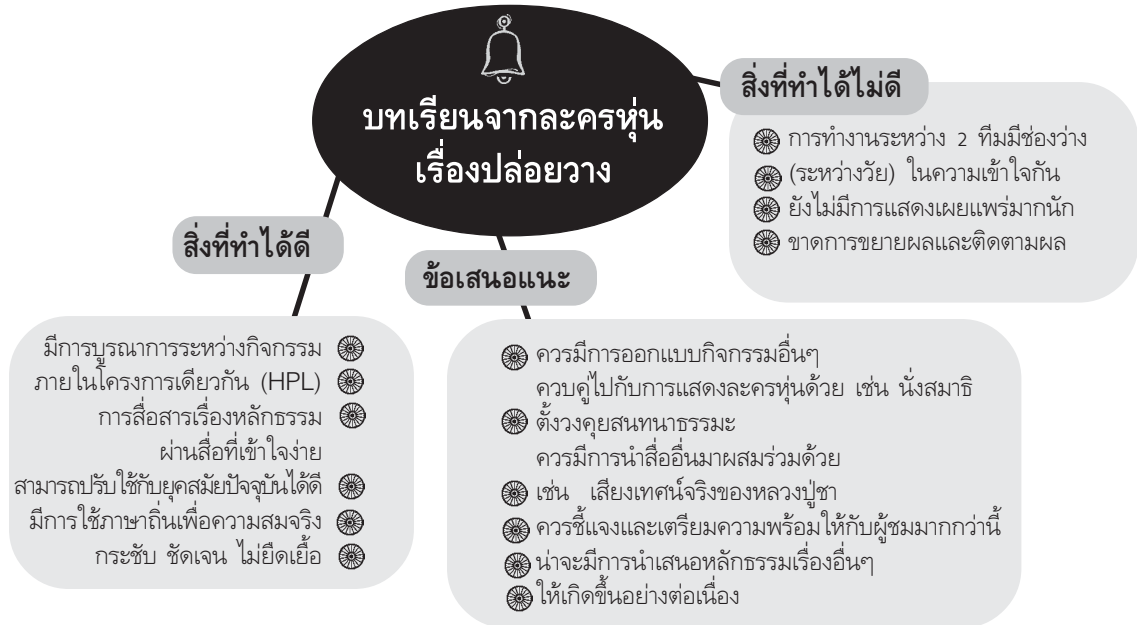 บทเรียนจากละครหุ่น
เรื่องปล่อยวาง
สิ่งที่ทำได้ไม่ดี
การทำงานระหว่าง 2 ทีมมีช่องว่าง
(ระหว่างวัย) ในความเข้าใจกัน
ยังไม่มีการแสดงเผยแพร่มากนัก
ขาดการขยายผลและติดตามผล
สิ่งที่ทำได้ดี
มีการบูรณาการระหว่างกิจกรรม
ภายในโครงการเดียวกัน (HPL)
การสื่อสารเรื่องหลักธรรม
ผ่านสื่อที่เข้าใจง่าย
สามารถปรับใช้กับยุคสมัยปัจจุบันได้ดี
มีการใช้ภาษาถิ่นเพื่อความสมจริง
กระชับ ชัดเจน ไม่ยืดเยื้อ
ข้อเสนอแนะ
ควรมีการออกแบบกิจกรรมอื่นๆ
ควบคู่ไปกับการแสดงละครหุ่นด้วย เช่น นั่งสมาธิ
ตั้งวงคุยสนทนาธรรมะ
ควรมีการนำสื่ออื่นมาผสมร่วมด้วย
เช่น เสียงเทศน์จริงของหลวงปู่ชา
ควรชี้แจงและเตรียมความพร้อมให้กับผู้ชมมากกว่านี้
น่าจะมีการนำเสนอหลักธรรมเรื่องอื่นๆ
ให้เกิดขึ้นอย่างต่อเนื่อง